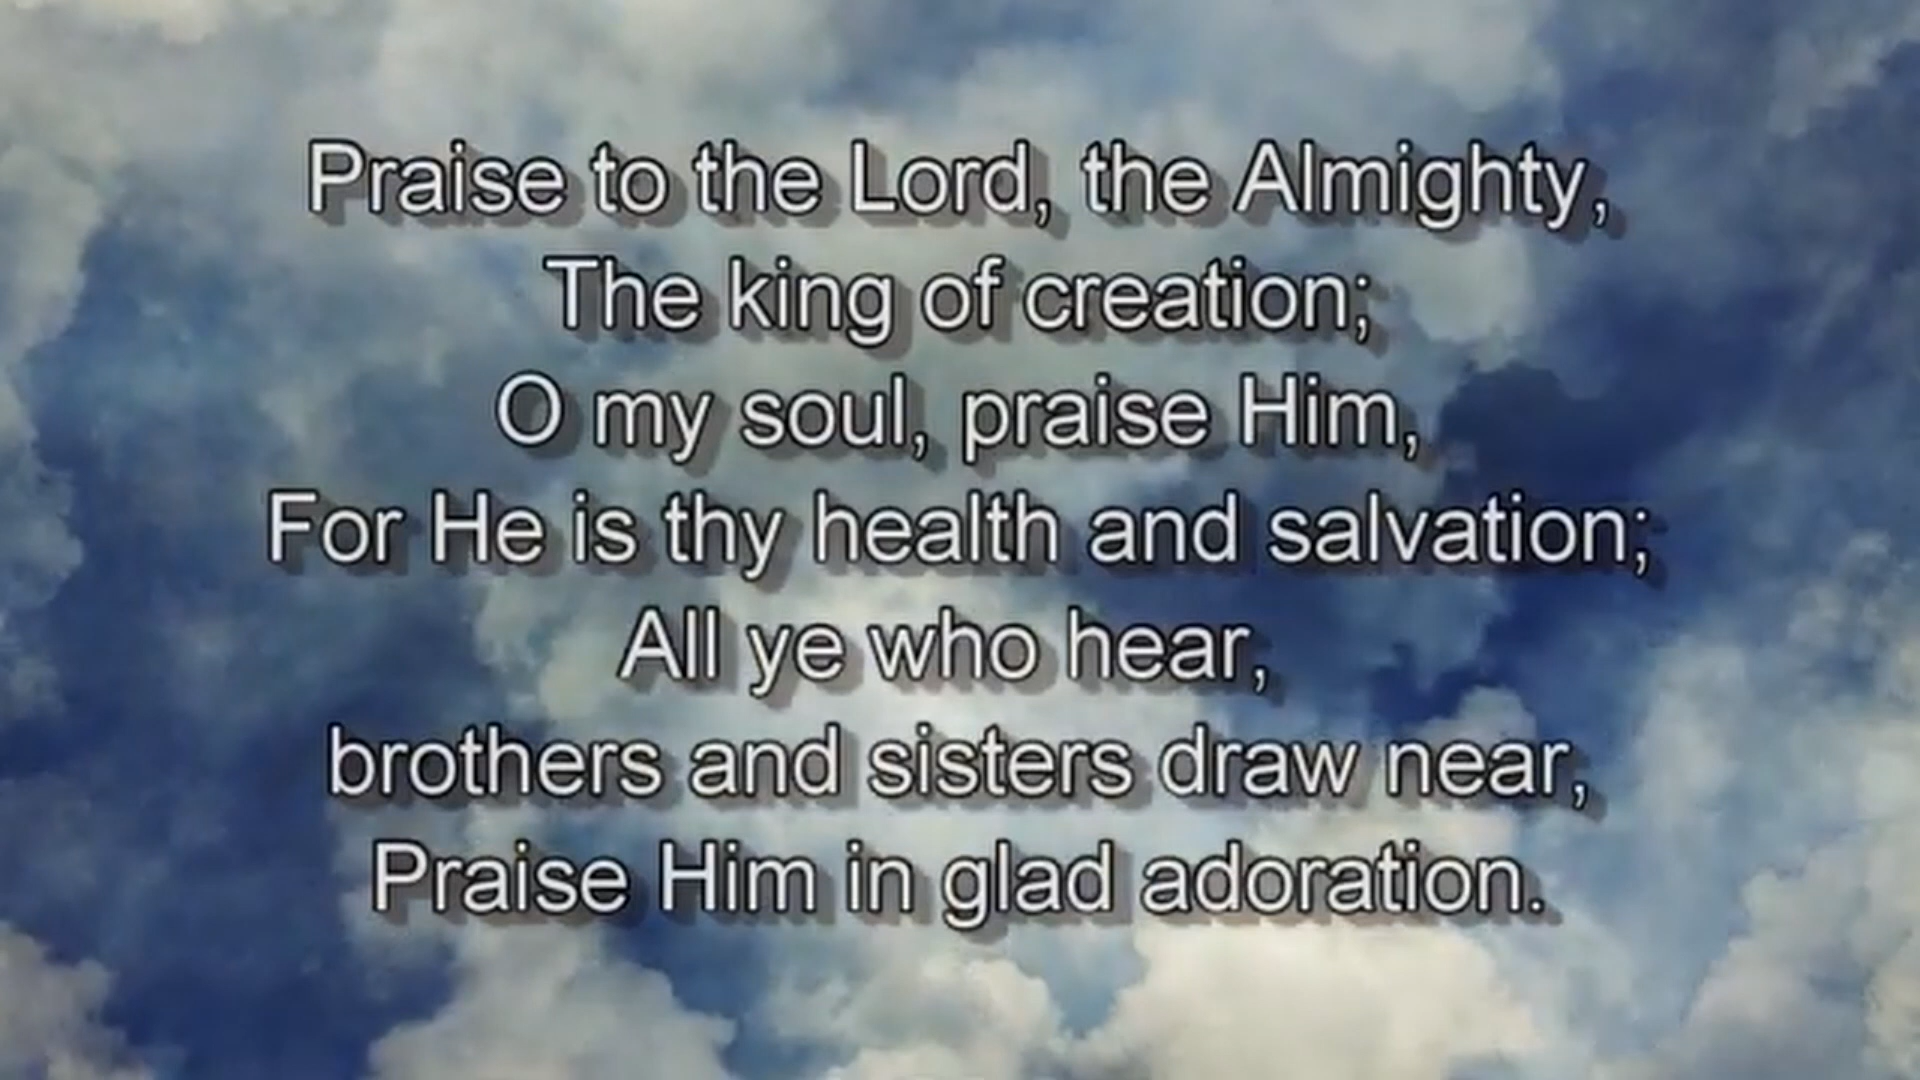 Praise to the Lord, the Almighty,
The king of creation;
O my soul, praise Him,
For He is thy health and salvation;
All ye who hear,
brothers and sisters draw near,
Praise Him in glad adoration.